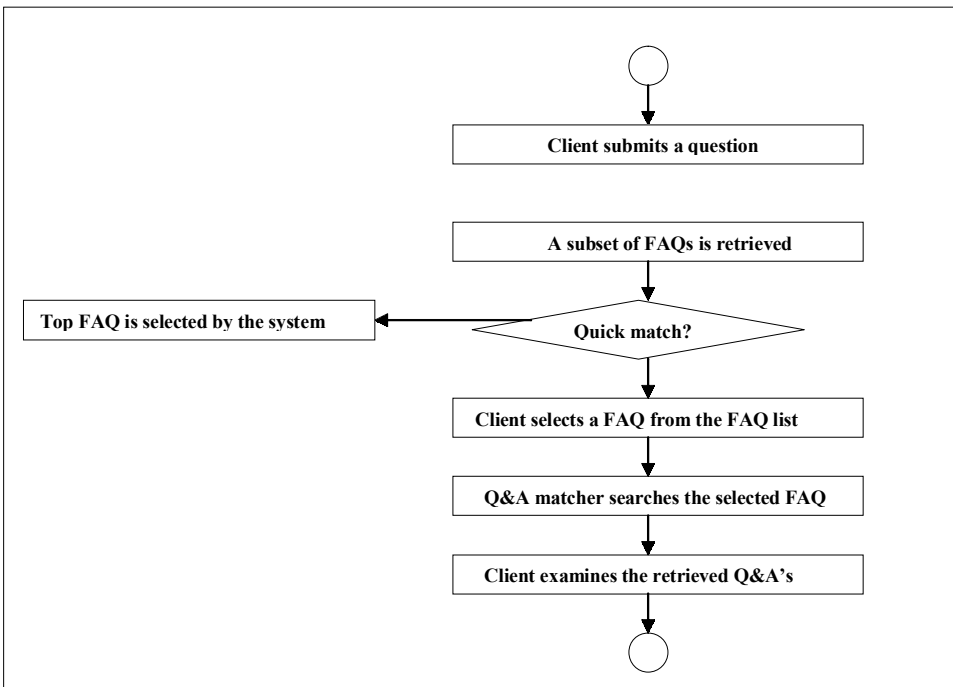 Client submits a question
A subset of FAQs is retrieved
Top FAQ is selected by the system
Quick match?
Client selects a FAQ from the FAQ list
Q&A matcher searches the selected FAQ
Client examines the retrieved Q&A’s